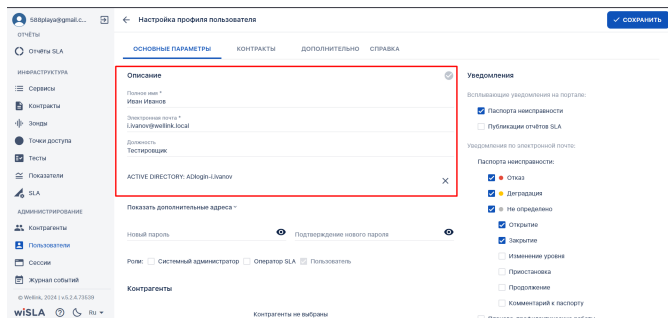 588playa@gmail.c...
ОТЧЁТЫ
Отчёты SLA
ИНФРАСТРУКТУРА
Сервисы
Контракты
Зонды
Точки доступа
Тесты
Показатели
SLA
АДМИНИСТРИРОВАНИЕ
Контрагенты
Пользователи
Сессии
Журнал событий
© Wellink, 2024 | v.5.2.4.73539
wiSLA
Ru
Настройка профиля пользователя
СОХРАНИТЬ
ОСНОВНЫЕ ПАРАМЕТРЫ КОНТРАКТЫ ДОПОЛНИТЕЛЬНО СПРАВКА
Описание
Полное имя *
Иван Иванов
Электронная почта *
i.ivanov@wellink.local
Должность
Тестировщик
ACTIVE DIRECTORY: ADlogin-i.ivanov
Показать дополнительные адреса
Новый пароль
Подтверждение нового пароля
Роли: Системный администратор Оператор SLA Пользователь
Контрагенты
Контрагенты не выбраны
Уведомления
Всплывающие уведомления на портале:
Паспорта неисправности
Публикации отчётов SLA
Уведомления по электронной почте:
Паспорта неисправности:
Отказ
Деградация
Не определено
Открытие
Закрытие
Изменение уровня
Приостановка
Продолжение
Комментарий к паспорту